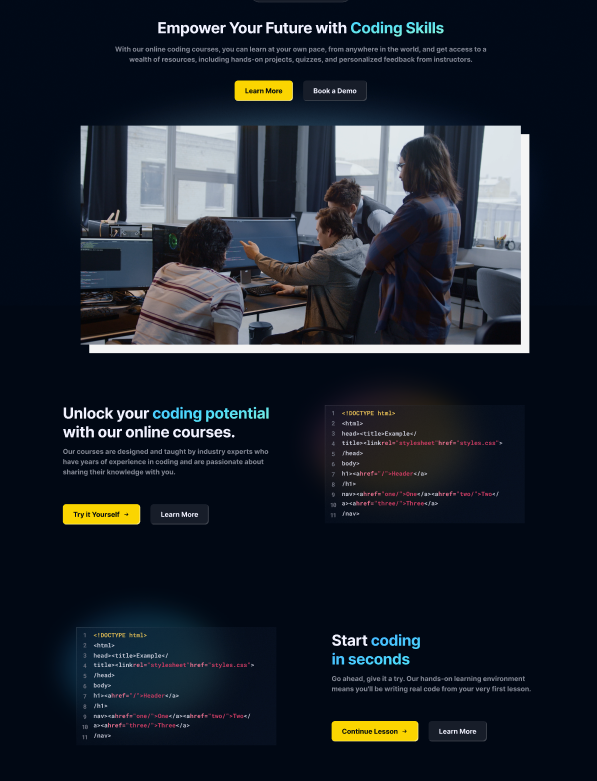 Empower Your Future with Coding Skills
With our online coding courses, you can learn at your own pace, from anywhere in the world, and get access to a
wealth of resources, including hands-on projects, quizzes, and personalized feedback from instructors.
Learn More
Book a Demo
Unlock your coding potential
with our online courses.
Our courses are designed and taught by industry experts who
have years of experience in coding and are passionate about
sharing their knowledge with you.
Try it Yourself →
Learn More
1 <!DOCTYPE html>
2 <html>
3 head><title>Example</
4 title><linkrel="stylesheet"href="styles.css">
5 /head>
6 body>
7 h1><ahref="/">Header</a>
8 /h1>
9 nav><ahref="one/">One</a><ahref="two/">Two</
10 a><ahref="three/">Three</a>
11 /nav>
1 <!DOCTYPE html>
2 <html>
3 head><title>Example</
4 title><linkrel="stylesheet"href="styles.css">
5 /head>
6 body>
7 h1><ahref="/">Header</a>
8 /h1>
9 nav><ahref="one/">One</a><ahref="two/">Two</
10 a><ahref="three/">Three</a>
11 /nav>
Start coding
in seconds
Go ahead, give it a try. Our hands-on learning environment
means you'll be writing real code from your very first lesson.
Continue Lesson →
Learn More